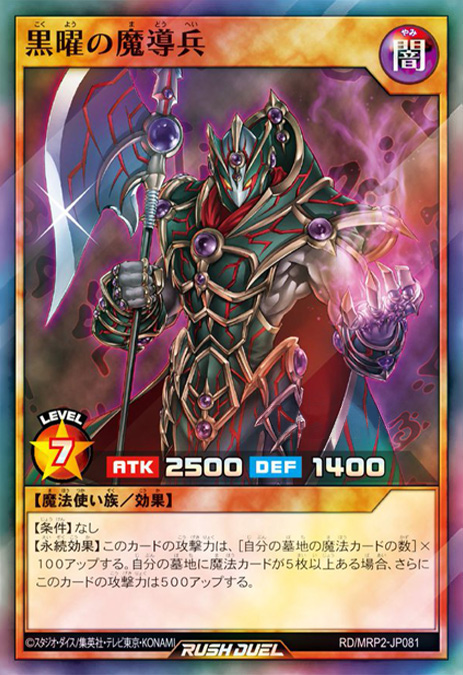 黒曜の魔導兵
闇
LEVEL
7
ATK 2500 DEF 1400
【魔法使い族／効果】
【条件】なし
【永続効果】このカードの攻撃力は、[自分の墓地の魔法カードの数]×
100アップする。自分の墓地に魔法カードが5枚以上ある場合、さらに
このカードの攻撃力は500アップする。
©スタジオ・ダイス/集英社・テレビ東京・KONAMI
RUSH DUEL
RD/MRP2-JP081